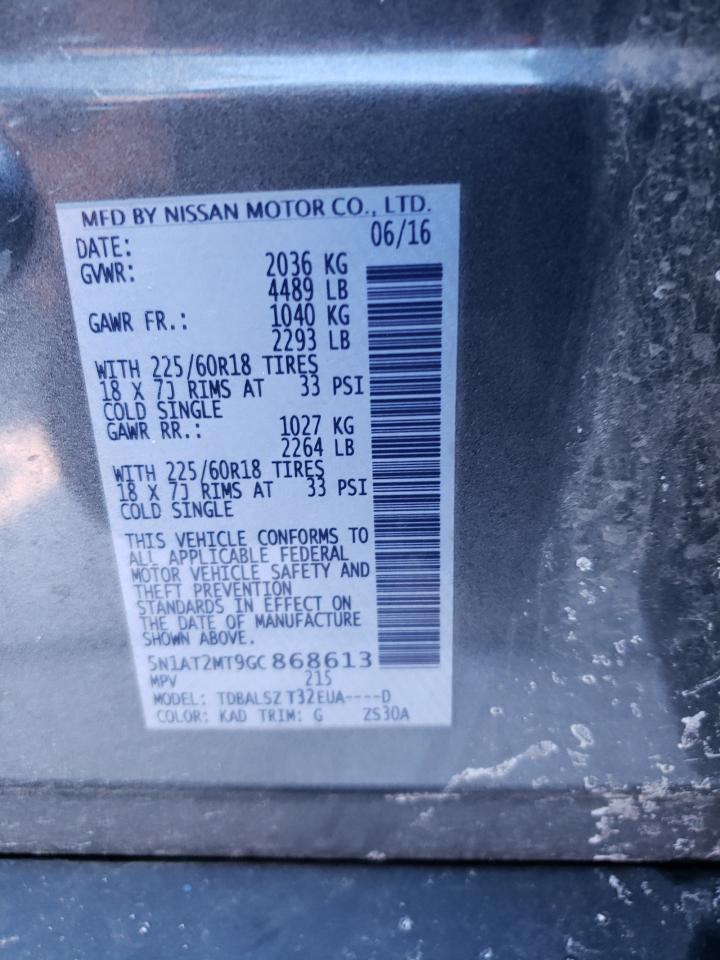 MFD BY NISSAN MOTOR CO., LTD.
DATE: 06/16
GVWR: 2036 KG
4489 LB
GAWR FR.: 1040 KG
2293 LB
WITH 225/60R18 TIRES
18 X 7J RIMS AT 33 PSI
COLD SINGLE
GAWR RR.: 1027 KG
2264 LB
WITH 225/60R18 TIRES
18 X 7J RIMS AT 33 PSI
COLD SINGLE
THIS VEHICLE CONFORMS TO
ALL APPLICABLE FEDERAL
MOTOR VEHICLE SAFETY AND
THEFT PREVENTION
STANDARDS IN EFFECT ON
THE DATE OF MANUFACTURE
SHOWN ABOVE.
5N1AT2MT9GC868613
MPV 215
MODEL: TDBALSZ T32EUA----D
COLOR: KAD TRIM: G ZS30A